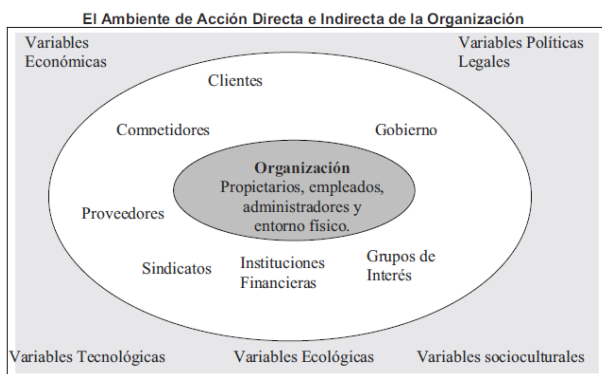 El Ambiente de Acción Directa e Indirecta de la Organización
Variables
Económicas
Variables Políticas
Legales
Clientes
Competidores
Gobierno
Organización
Propietarios, empleados,
administradores y
entorno físico.
Proveedores
Sindicatos
Instituciones
Financieras
Grupos de
Interés
Variables Tecnológicas
Variables Ecológicas
Variables socioculturales